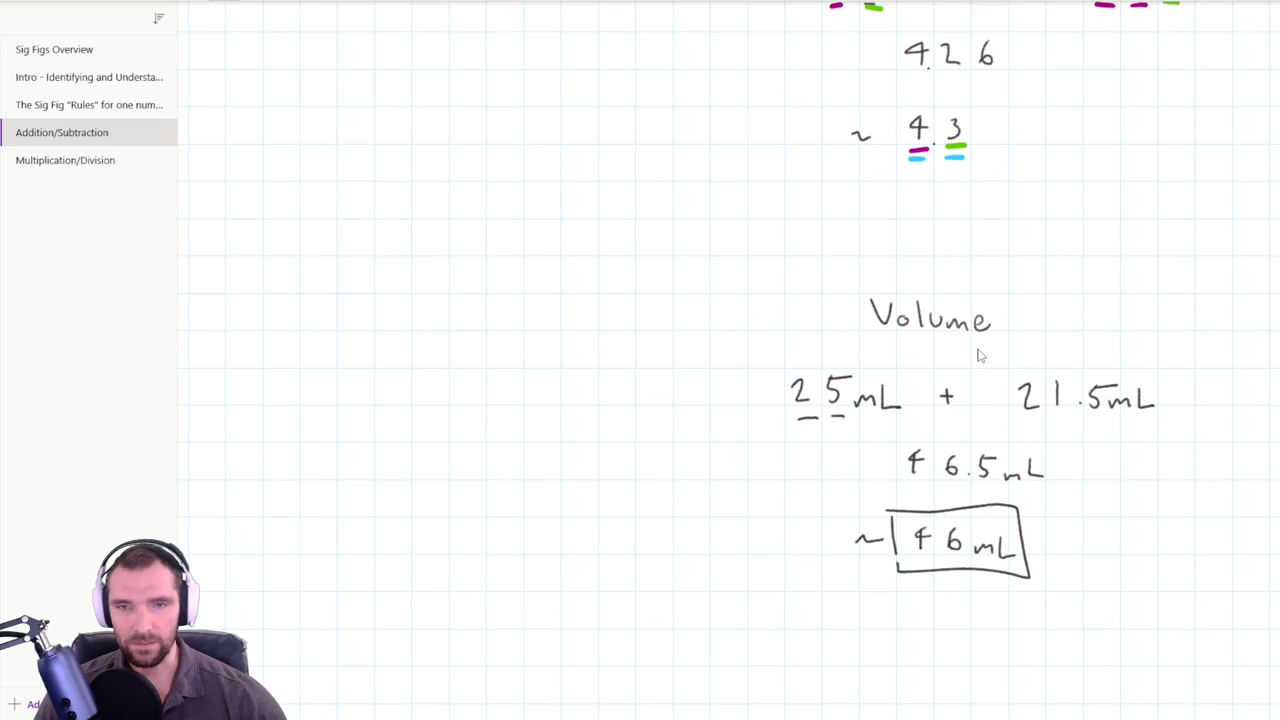 Sig Figs Overview
Intro - Identifying and Understa...
The Sig Fig "Rules" for one num...
Addition/Subtraction
Multiplication/Division
4.26
~ 4.3
Volume
25mL + 21.5mL
46.5mL
~ 46mL
+ Ad